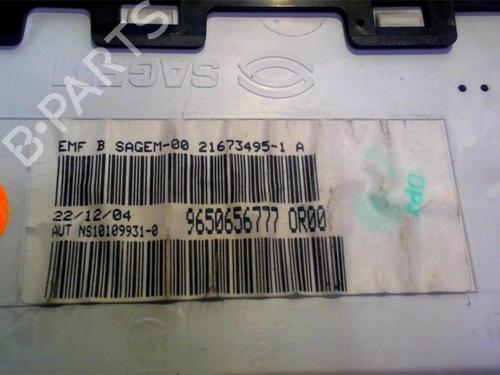 SAGEM
B-PARTS
EMF B SAGEM-00 21673495-1 A
22/12/04
9650656777 0R00
AUT NS10109931-0